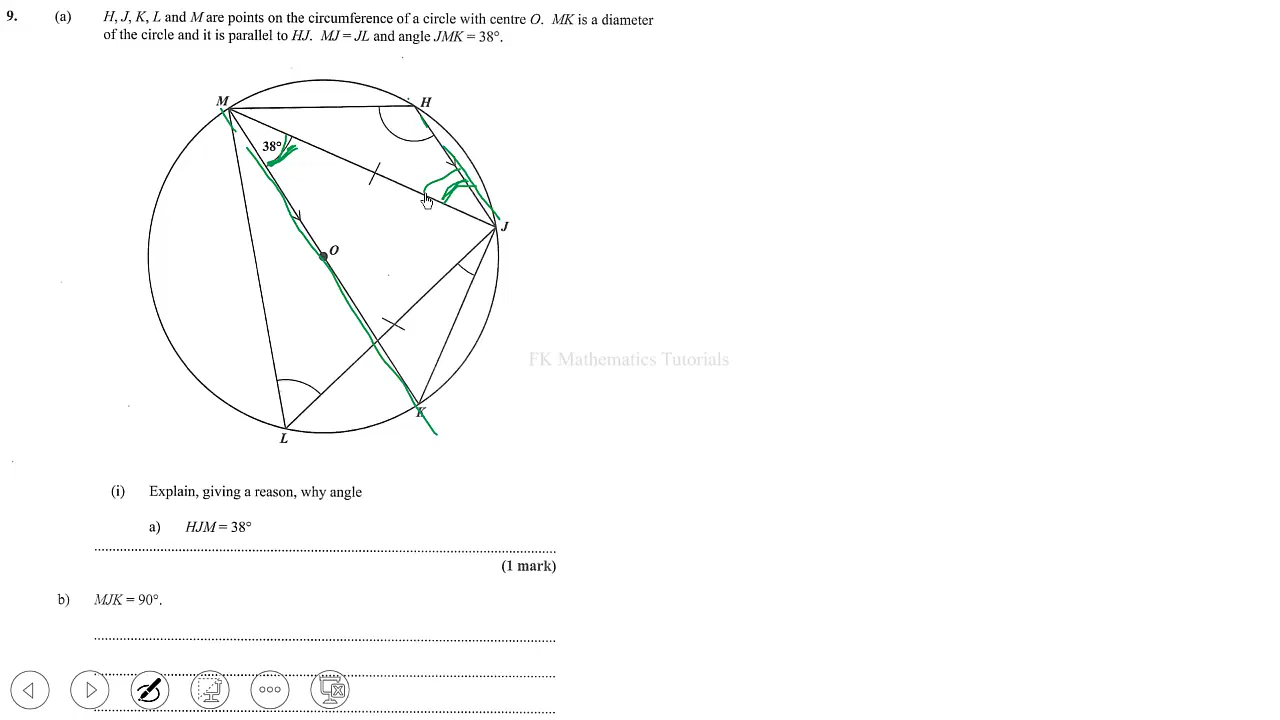 9. (a) H, J, K, L and M are points on the circumference of a circle with centre O. MK is a diameter
of the circle and it is parallel to HJ. MJ = JL and angle JMK = 38°.
M
H
38°
J
O
FK Mathematics Tutorials
K
L
(i) Explain, giving a reason, why angle
a) HJM = 38°
(1 mark)
b) MJK = 90°.